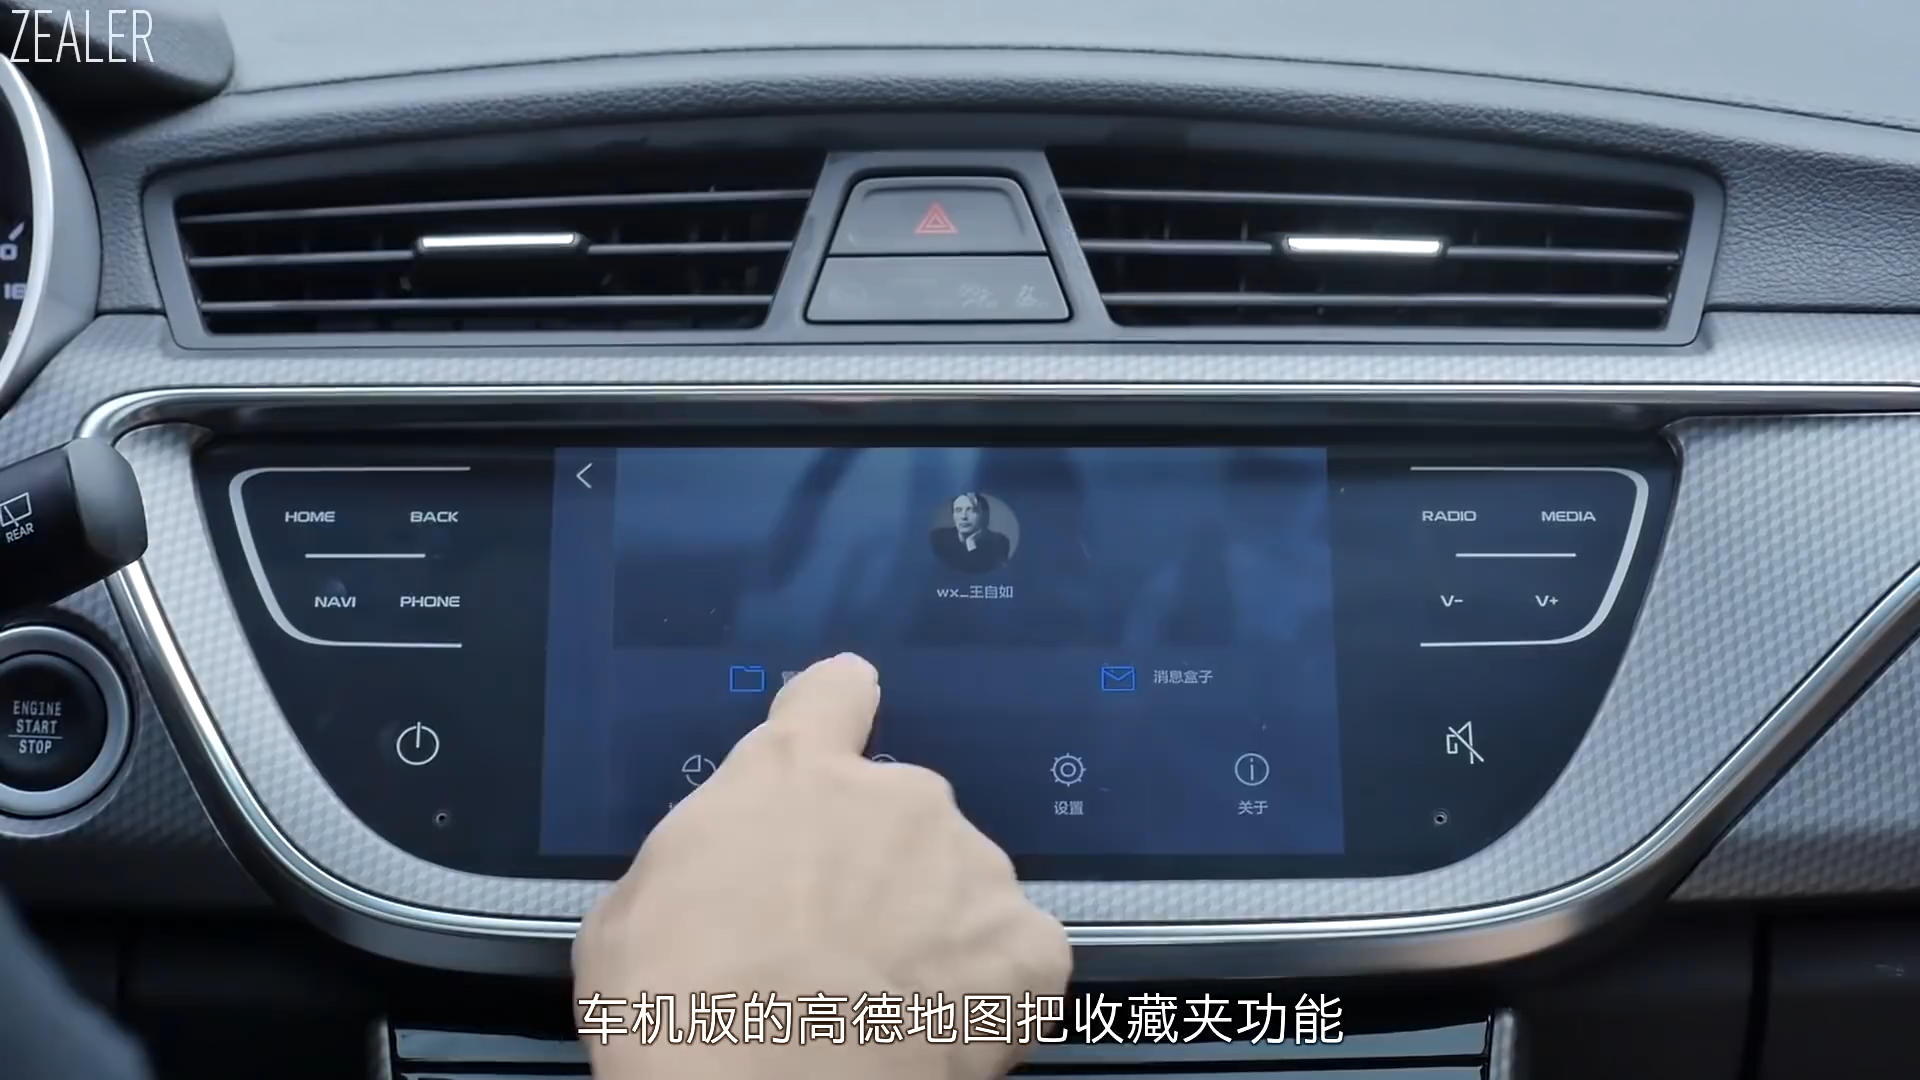 ZEALER
HOME
BACK
NAVI
PHONE
RADIO
MEDIA
V-
V+
REAR
ENGINE
START
STOP
wx_王自如
消息盒子
设置
关于
车机版的高德地图把收藏夹功能